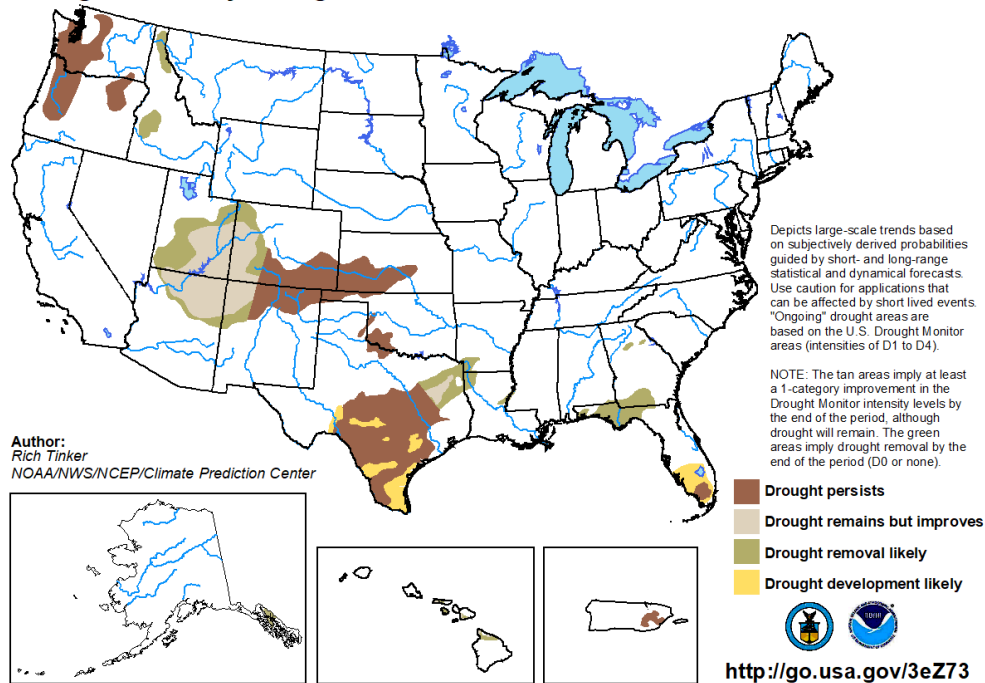 Depicts large-scale trends based
on subjectively derived probabilities
guided by short- and long-range
statistical and dynamical forecasts.
Use caution for applications that
can be affected by short lived events.
"Ongoing" drought areas are
based on the U.S. Drought Monitor
areas (intensities of D1 to D4).
NOTE: The tan areas imply at least
a 1-category improvement in the
Drought Monitor intensity levels by
the end of the period, although
drought will remain. The green
areas imply drought removal by the
end of the period (D0 or none).
Author:
Rich Tinker
NOAA/NWS/NCEP/Climate Prediction Center
Drought persists
Drought remains but improves
Drought removal likely
Drought development likely
http://go.usa.gov/3eZ73